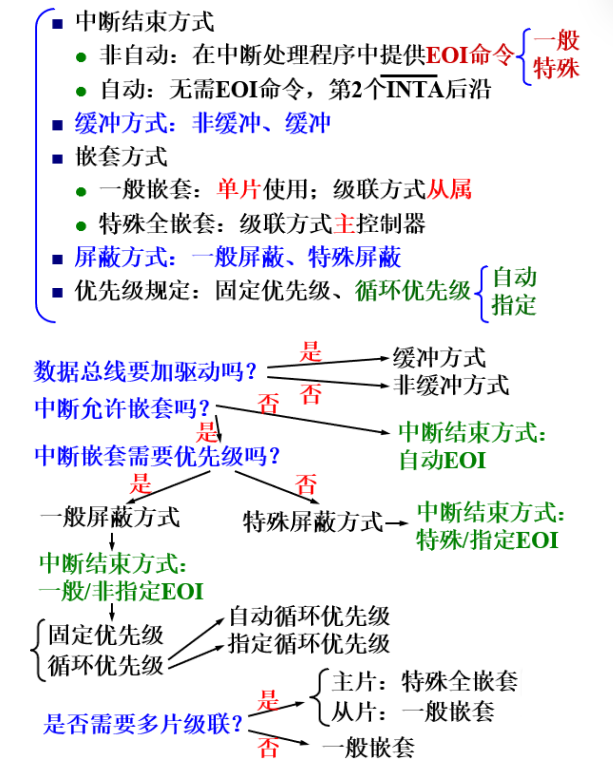 中断结束方式
非自动：在中断处理程序中提供EOI命令 一般
特殊
自动：无需EOI命令，第2个INTA后沿
缓冲方式：非缓冲、缓冲
嵌套方式
一般嵌套：单片使用；级联方式从属
特殊全嵌套：级联方式主控制器
屏蔽方式：一般屏蔽、特殊屏蔽
优先级规定：固定优先级、循环优先级 自动
指定
数据总线要加驱动吗？ 是 缓冲方式
否 非缓冲方式
中断允许嵌套吗？ 否 中断结束方式：
自动EOI
是
中断嵌套需要优先级吗？
是 否
一般屏蔽方式 特殊屏蔽方式 中断结束方式：
特殊/指定EOI
中断结束方式：
一般/非指定EOI
固定优先级 自动循环优先级
循环优先级 指定循环优先级
是否需要多片级联？ 是 主片：特殊全嵌套
从片：一般嵌套
否 一般嵌套